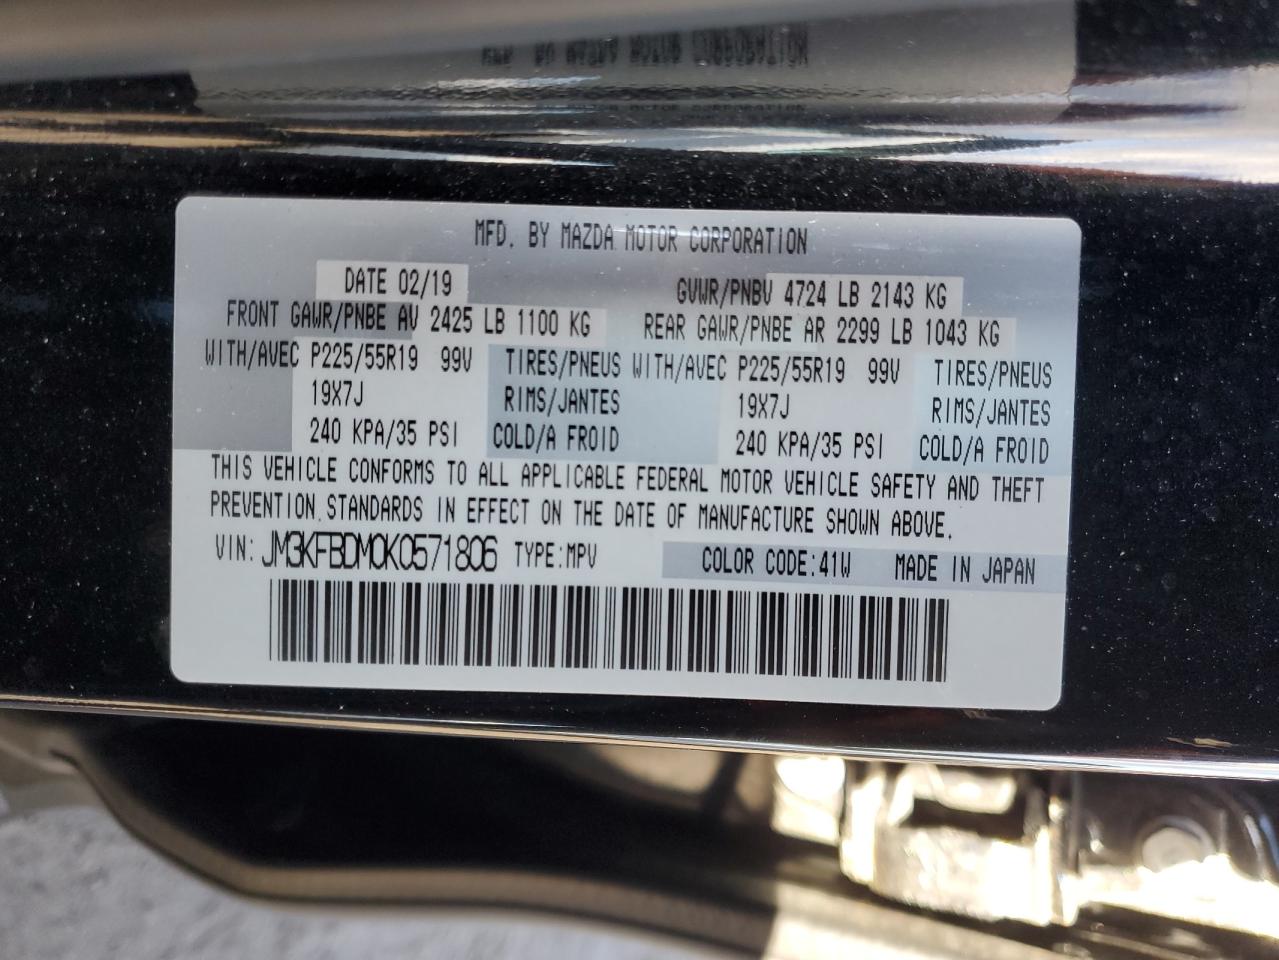 MFD. BY MAZDA MOTOR CORPORATION
DATE 02/19 GVWR/PNBV 4724 LB 2143 KG
FRONT GAWR/PNBE AV 2425 LB 1100 KG REAR GAWR/PNBE AR 2299 LB 1043 KG
WITH/AVEC P225/55R19 99V TIRES/PNEUS WITH/AVEC P225/55R19 99V TIRES/PNEUS
19X7J RIMS/JANTES 19X7J RIMS/JANTES
240 KPA/35 PSI COLD/A FROID 240 KPA/35 PSI COLD/A FROID
THIS VEHICLE CONFORMS TO ALL APPLICABLE FEDERAL MOTOR VEHICLE SAFETY AND THEFT
PREVENTION STANDARDS IN EFFECT ON THE DATE OF MANUFACTURE SHOWN ABOVE.
VIN: JM3KFBDM0K0571806 TYPE:MPV COLOR CODE:41W MADE IN JAPAN